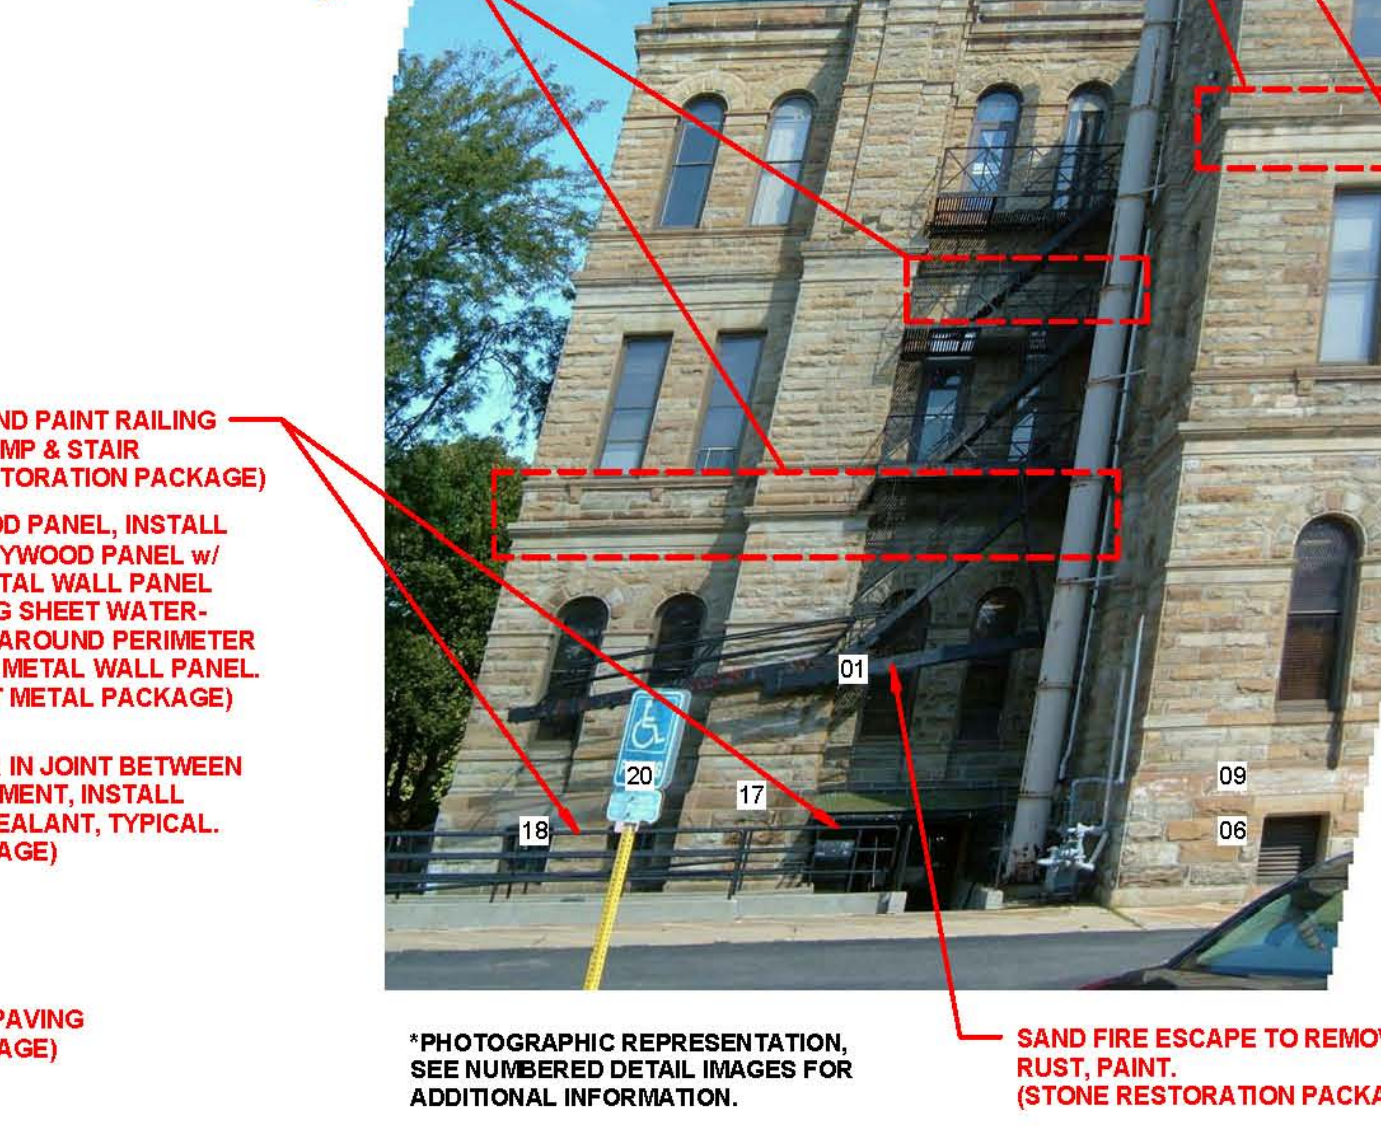 ND PAINT RAILING
MP & STAIR
TORATION PACKAGE)
OD PANEL, INSTALL
YWOOD PANEL w/
TAL WALL PANEL
G SHEET WATER-
AROUND PERIMETER
METAL WALL PANEL.
T METAL PACKAGE)
IN JOINT BETWEEN
MENT, INSTALL
EALANT, TYPICAL.
AGE)
PAVING
AGE)
01
20
17
18
09
06
*PHOTOGRAPHIC REPRESENTATION,
SEE NUMBERED DETAIL IMAGES FOR
ADDITIONAL INFORMATION.
SAND FIRE ESCAPE TO REMOV
RUST, PAINT.
(STONE RESTORATION PACKA